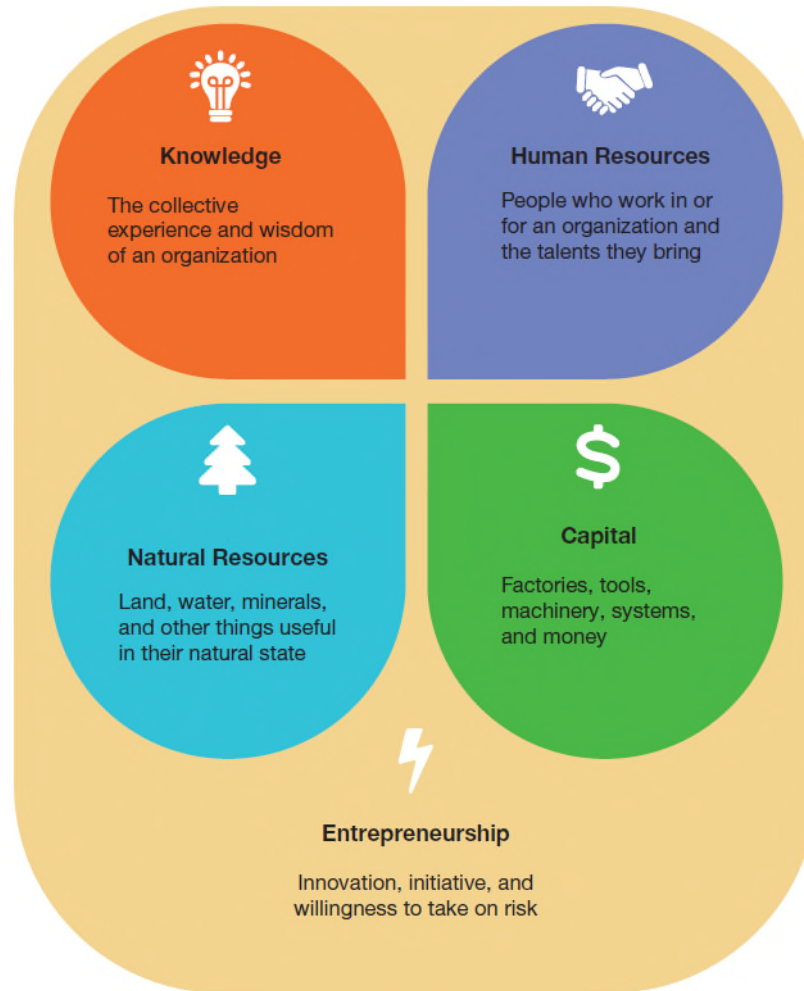 Knowledge
The collective
experience and wisdom
of an organization
Human Resources
People who work in or
for an organization and
the talents they bring
Natural Resources
Land, water, minerals,
and other things useful
in their natural state
$
Capital
Factories, tools,
machinery, systems,
and money
Entrepreneurship
Innovation, initiative, and
willingness to take on risk